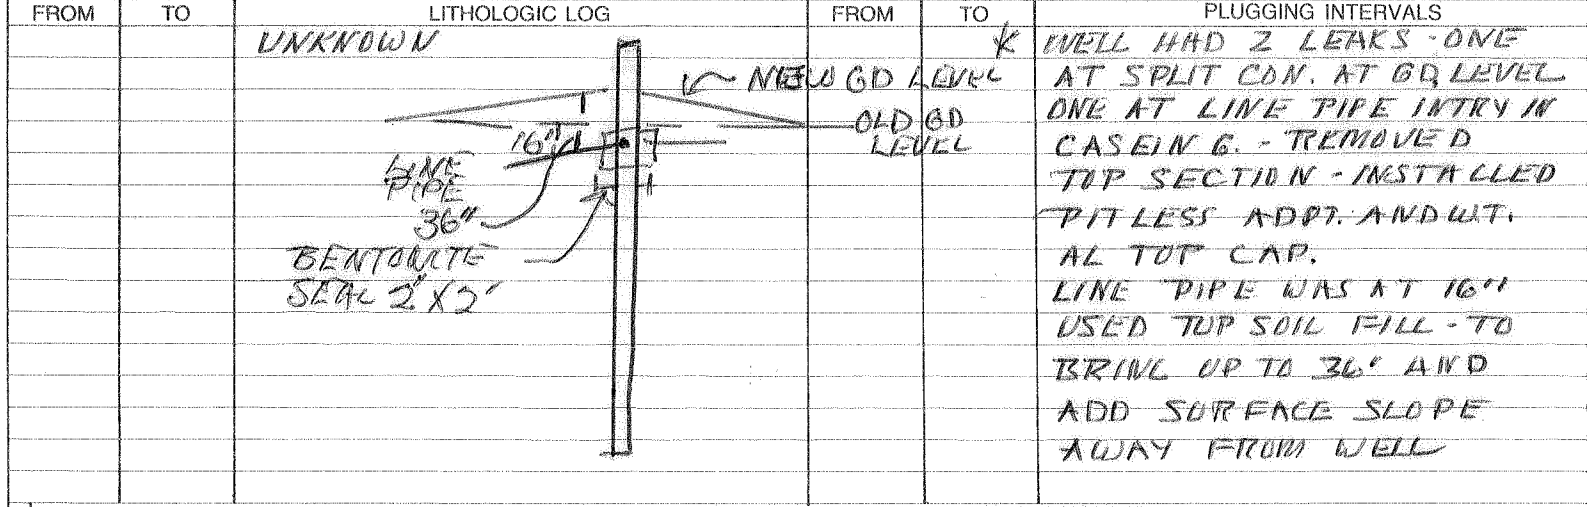 FROM TO LITHOLOGIC LOG FROM TO PLUGGING INTERVALS
UNKNOWN
NEW GD LEVEL
OLD GD
LEVEL
16"
LINE
PIPE
36"
BENTONITE
SEAL 2' X 2'
* WELL HAD 2 LEAKS - ONE
AT SPLIT CON. AT GD, LEVEL
ONE AT LINE PIPE INTRY IN
CASEING. - REMOVED
TOP SECTION - INSTALLED
PITLESS ADPT. AND W.T.
AL TOP CAP.
LINE PIPE WAS AT 16"
USED TOP SOIL FILL - TO
BRING UP TO 36" AND
ADD SURFACE SLOPE
AWAY FROM WELL